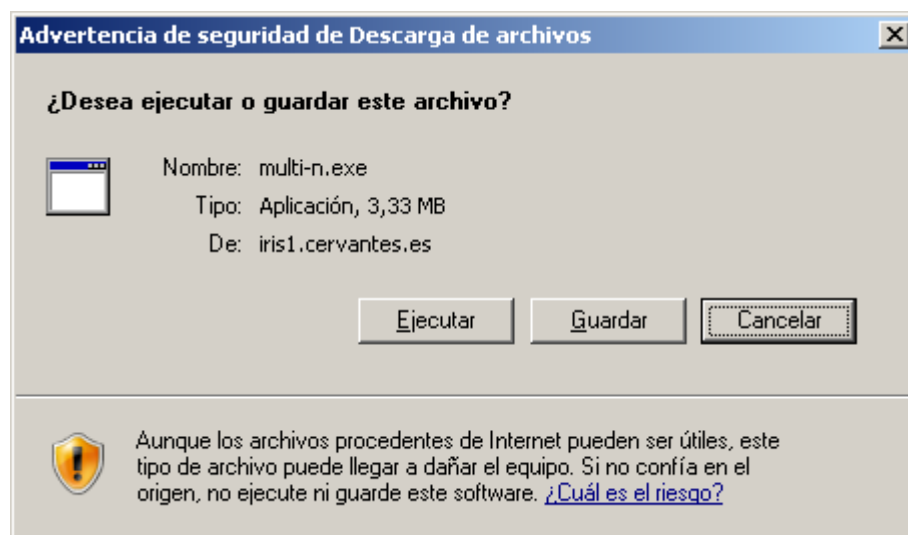 Advertencia de seguridad de Descarga de archivos
¿Desea ejecutar o guardar este archivo?
Nombre: multi-n.exe
Tipo: Aplicación, 3,33 MB
De: iris1.cervantes.es
Ejecutar Guardar Cancelar
Aunque los archivos procedentes de Internet pueden ser útiles, este
tipo de archivo puede llegar a dañar el equipo. Si no confía en el
origen, no ejecute ni guarde este software. ¿Cuál es el riesgo?